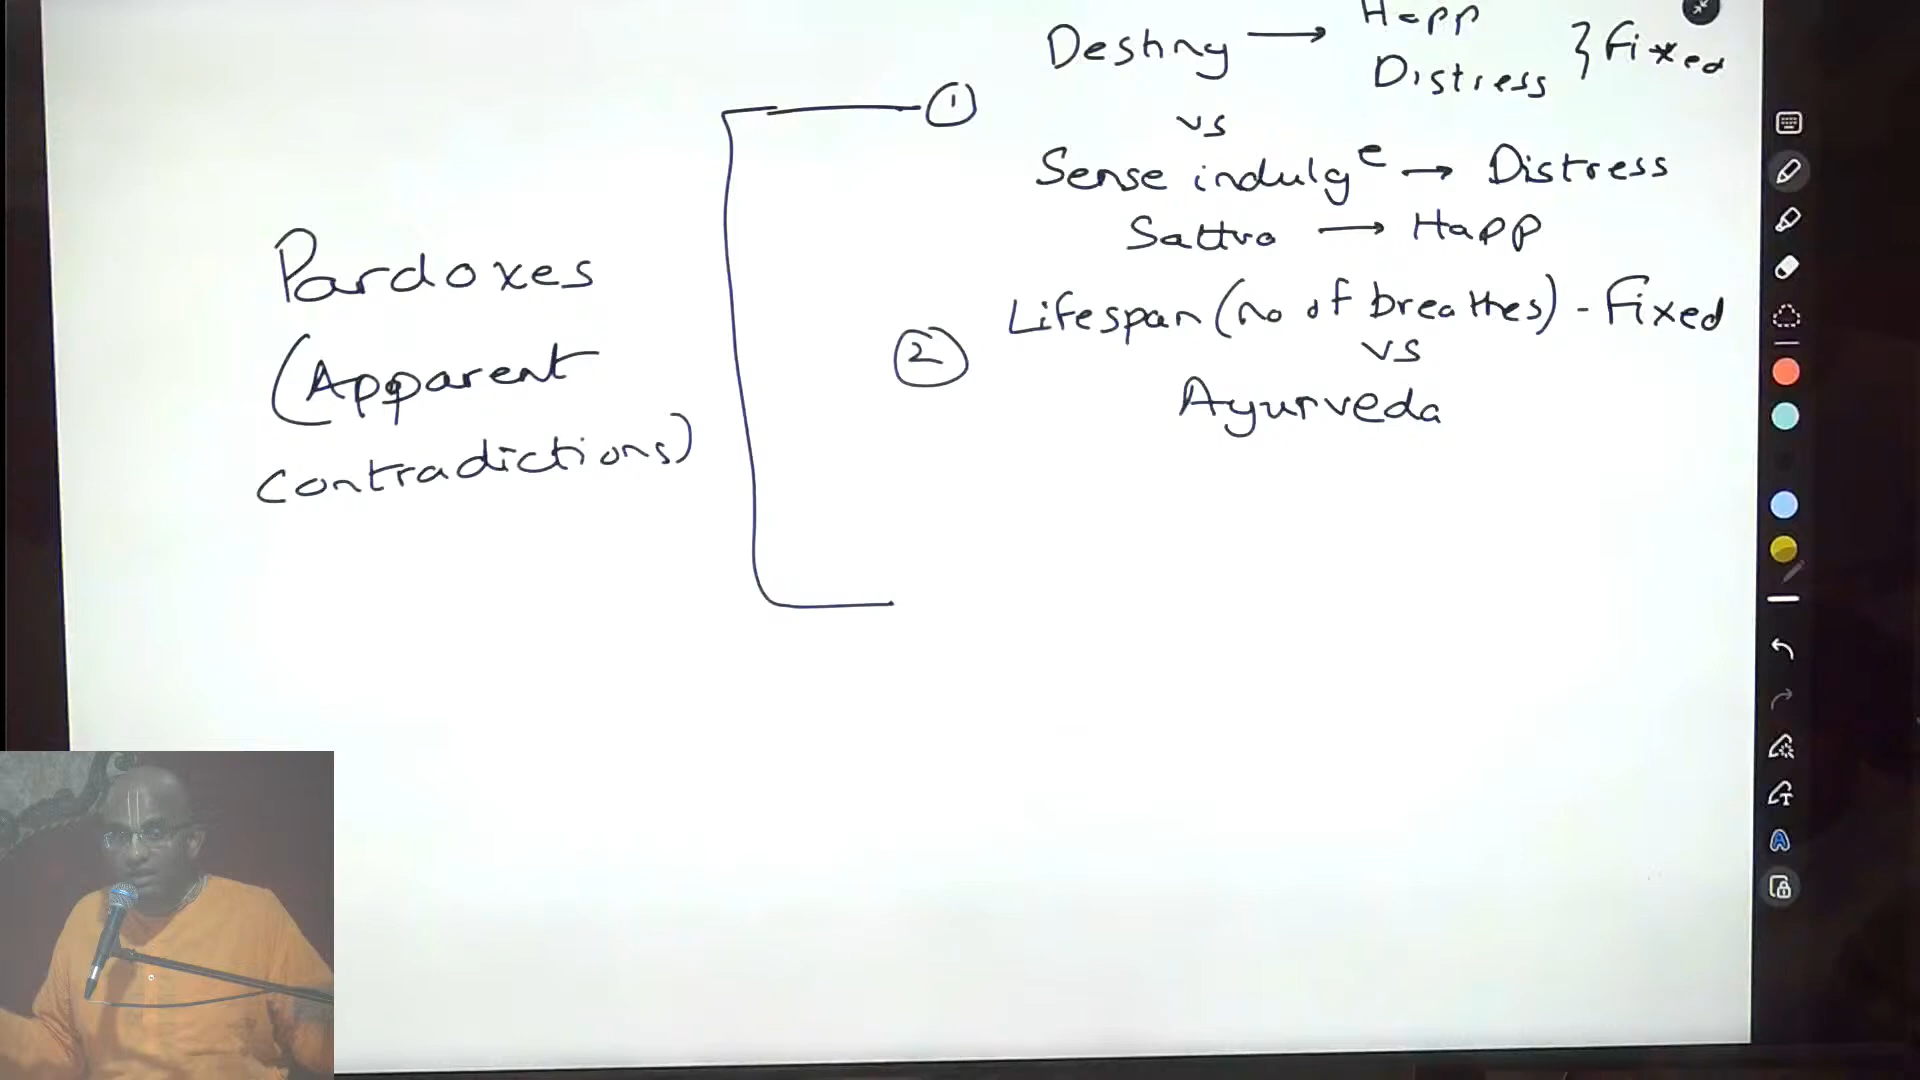 Pardoxes
(Apparent
contradictions)
1
Destiny → Happ
Distress } Fixed
vs
Sense indulg e → Distress
Sattva → Happ
2
Lifespan (no of breathes) - Fixed
vs
Ayurveda